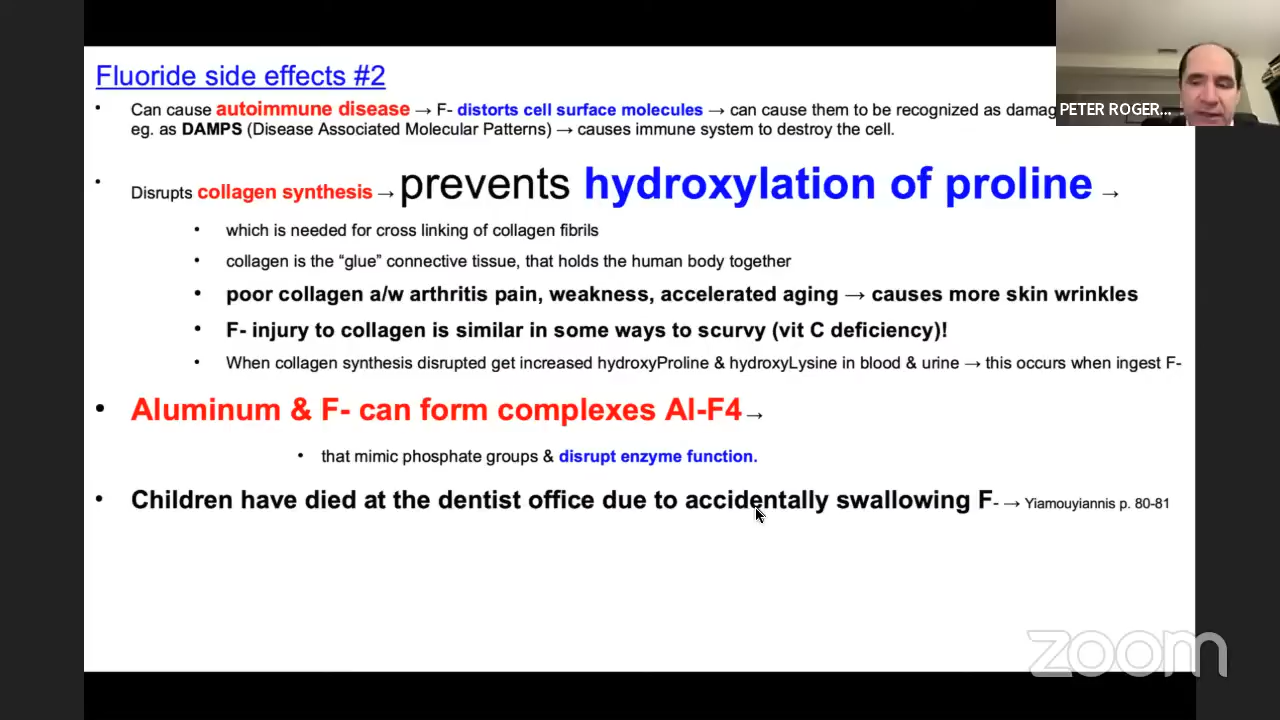 Fluoride side effects #2
• Can cause autoimmune disease → F- distorts cell surface molecules → can cause them to be recognized as damag
eg. as DAMPS (Disease Associated Molecular Patterns) → causes immune system to destroy the cell.
PETER ROGER...
• Disrupts collagen synthesis → prevents hydroxylation of proline →
• which is needed for cross linking of collagen fibrils
• collagen is the “glue” connective tissue, that holds the human body together
• poor collagen a/w arthritis pain, weakness, accelerated aging → causes more skin wrinkles
• F- injury to collagen is similar in some ways to scurvy (vit C deficiency)!
• When collagen synthesis disrupted get increased hydroxyProline & hydroxyLysine in blood & urine → this occurs when ingest F-
• Aluminum & F- can form complexes Al-F4→
• that mimic phosphate groups & disrupt enzyme function.
• Children have died at the dentist office due to accidentally swallowing F- → Yiamouyiannis p. 80-81
zoom